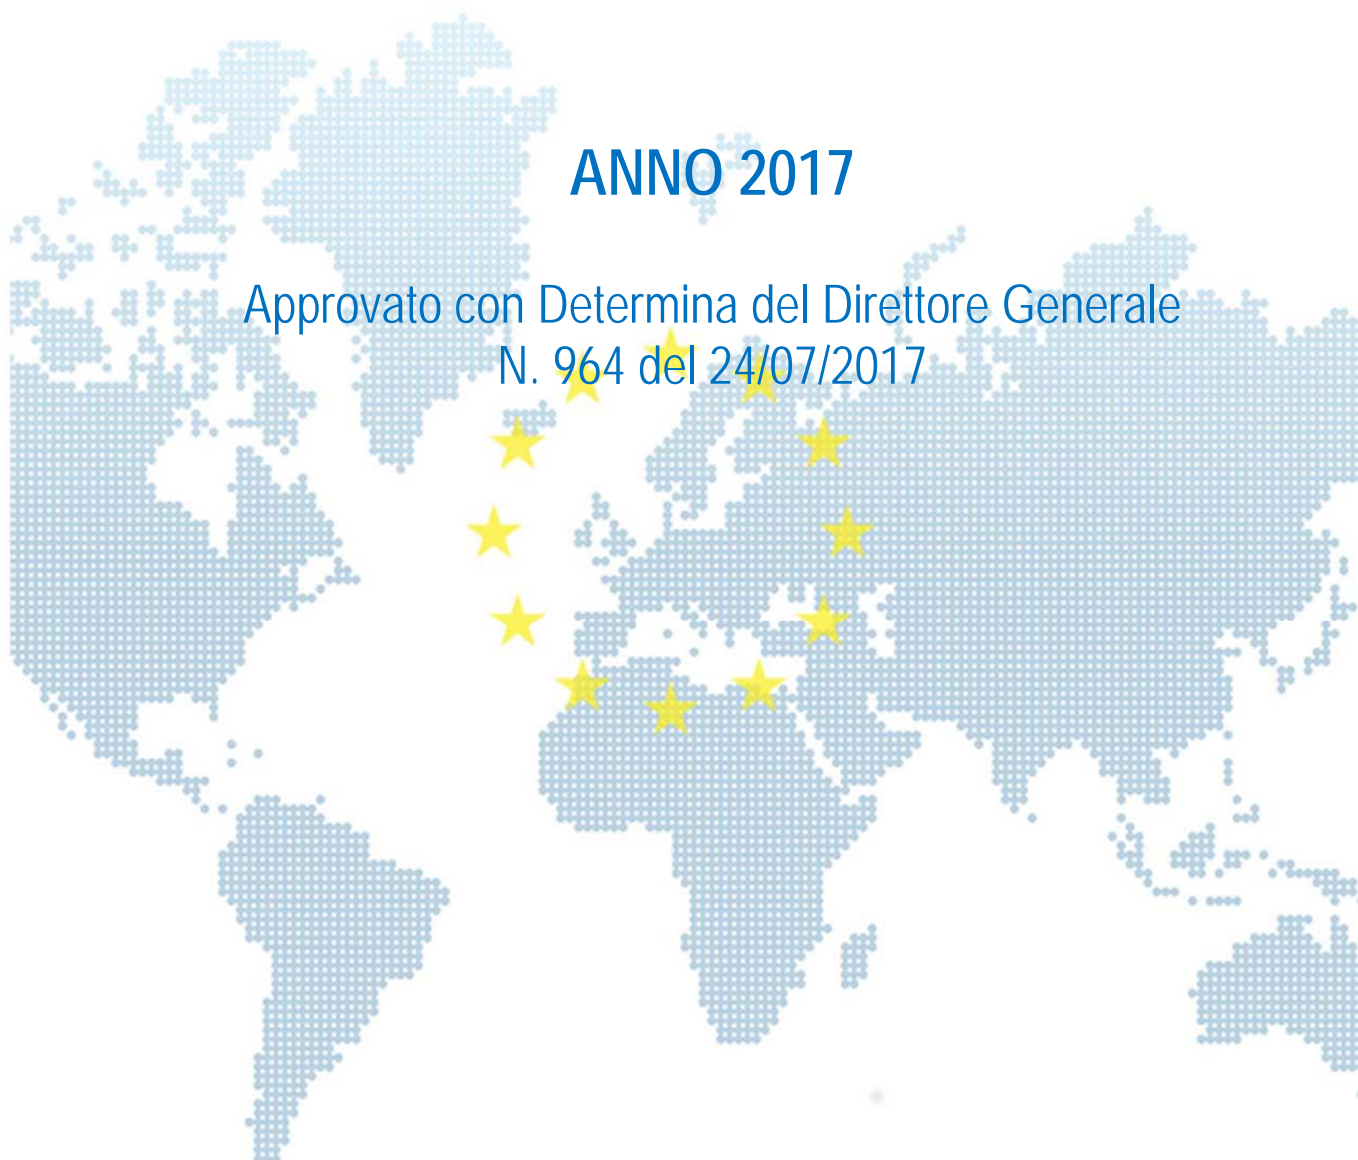 ANNO 2017
Approvato con Determina del Direttore Generale
N. 964 del 24/07/2017